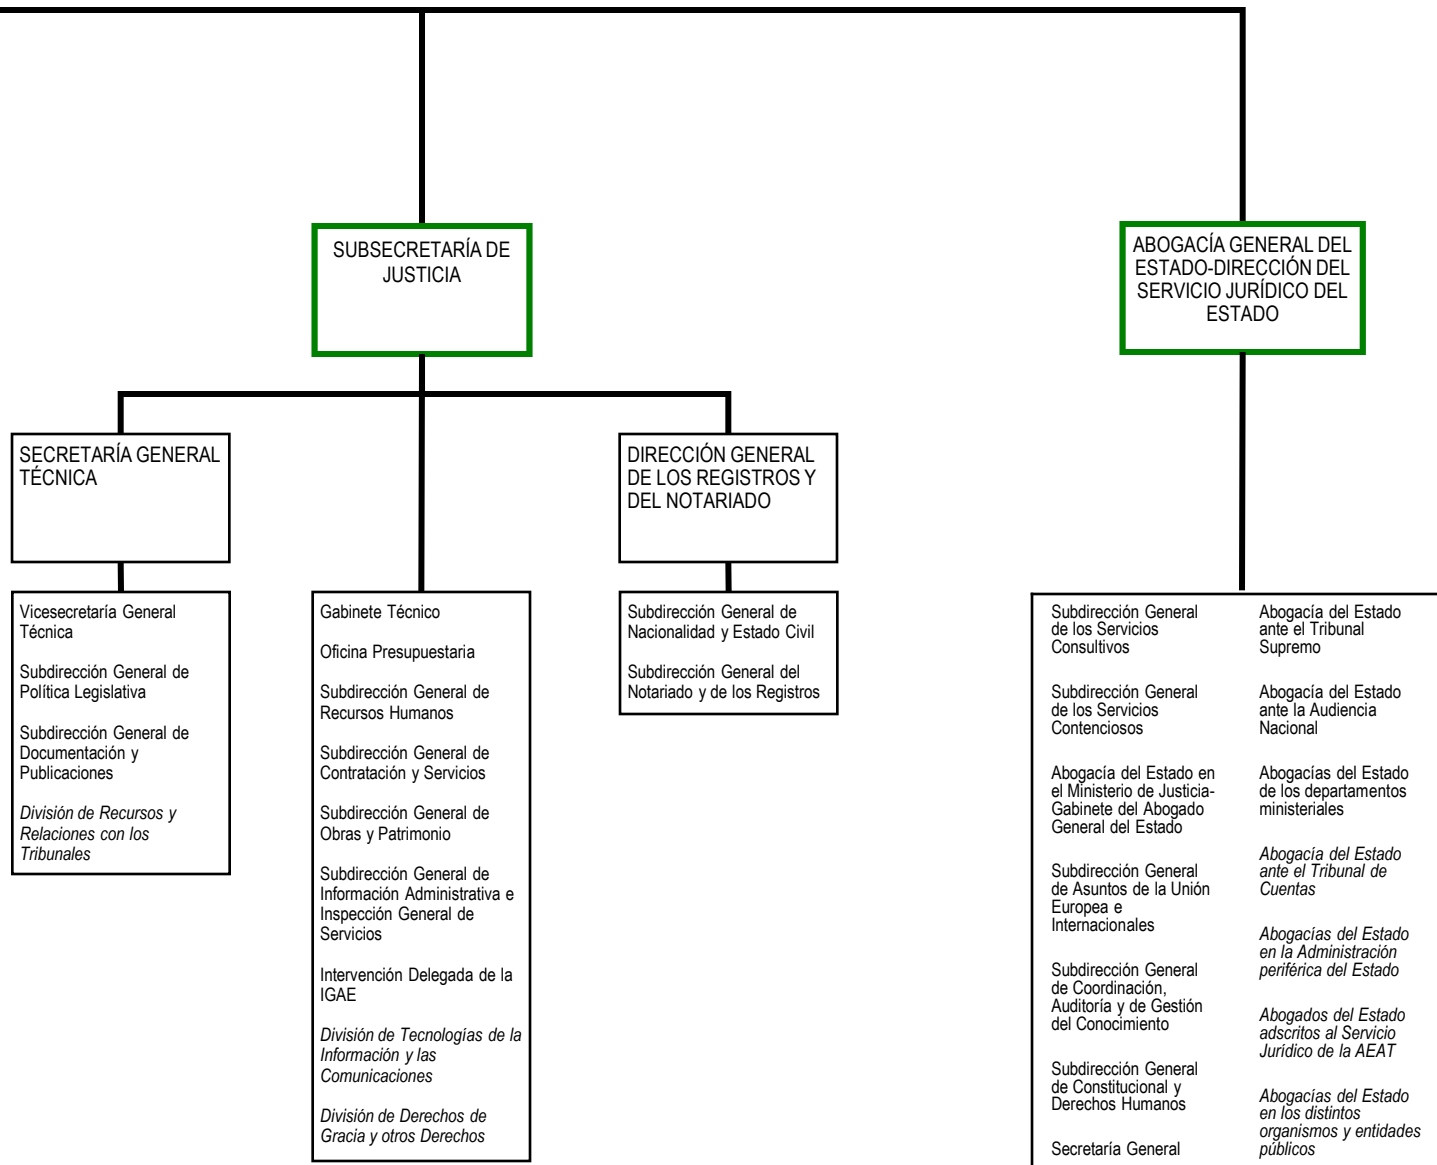 SUBSECRETARÍA DE
JUSTICIA
ABOGACÍA GENERAL DEL
ESTADO-DIRECCIÓN DEL
SERVICIO JURÍDICO DEL
ESTADO
SECRETARÍA GENERAL
TÉCNICA
DIRECCIÓN GENERAL
DE LOS REGISTROS Y
DEL NOTARIADO
Vicesecretaría General
Técnica
Subdirección General de
Política Legislativa
Subdirección General de
Documentación y
Publicaciones
División de Recursos y
Relaciones con los
Tribunales
Gabinete Técnico
Oficina Presupuestaria
Subdirección General de
Recursos Humanos
Subdirección General de
Contratación y Servicios
Subdirección General de
Obras y Patrimonio
Subdirección General de
Información Administrativa e
Inspección General de
Servicios
Intervención Delegada de la
IGAE
División de Tecnologías de la
Información y las
Comunicaciones
División de Derechos de
Gracia y otros Derechos
Subdirección General de
Nacionalidad y Estado Civil
Subdirección General del
Notariado y de los Registros
Subdirección General
de los Servicios
Consultivos
Subdirección General
de los Servicios
Contenciosos
Abogacía del Estado en
el Ministerio de Justicia-
Gabinete del Abogado
General del Estado
Subdirección General
de Asuntos de la Unión
Europea e
Internacionales
Subdirección General
de Coordinación,
Auditoría y de Gestión
del Conocimiento
Subdirección General
de Constitucional y
Derechos Humanos
Secretaría General
Abogacía del Estado
ante el Tribunal
Supremo
Abogacía del Estado
ante la Audiencia
Nacional
Abogacías del Estado
de los departamentos
ministeriales
Abogacía del Estado
ante el Tribunal de
Cuentas
Abogacías del Estado
en la Administración
periférica del Estado
Abogados del Estado
adscritos al Servicio
Jurídico de la AEAT
Abogacías del Estado
en los distintos
organismos y entidades
públicos